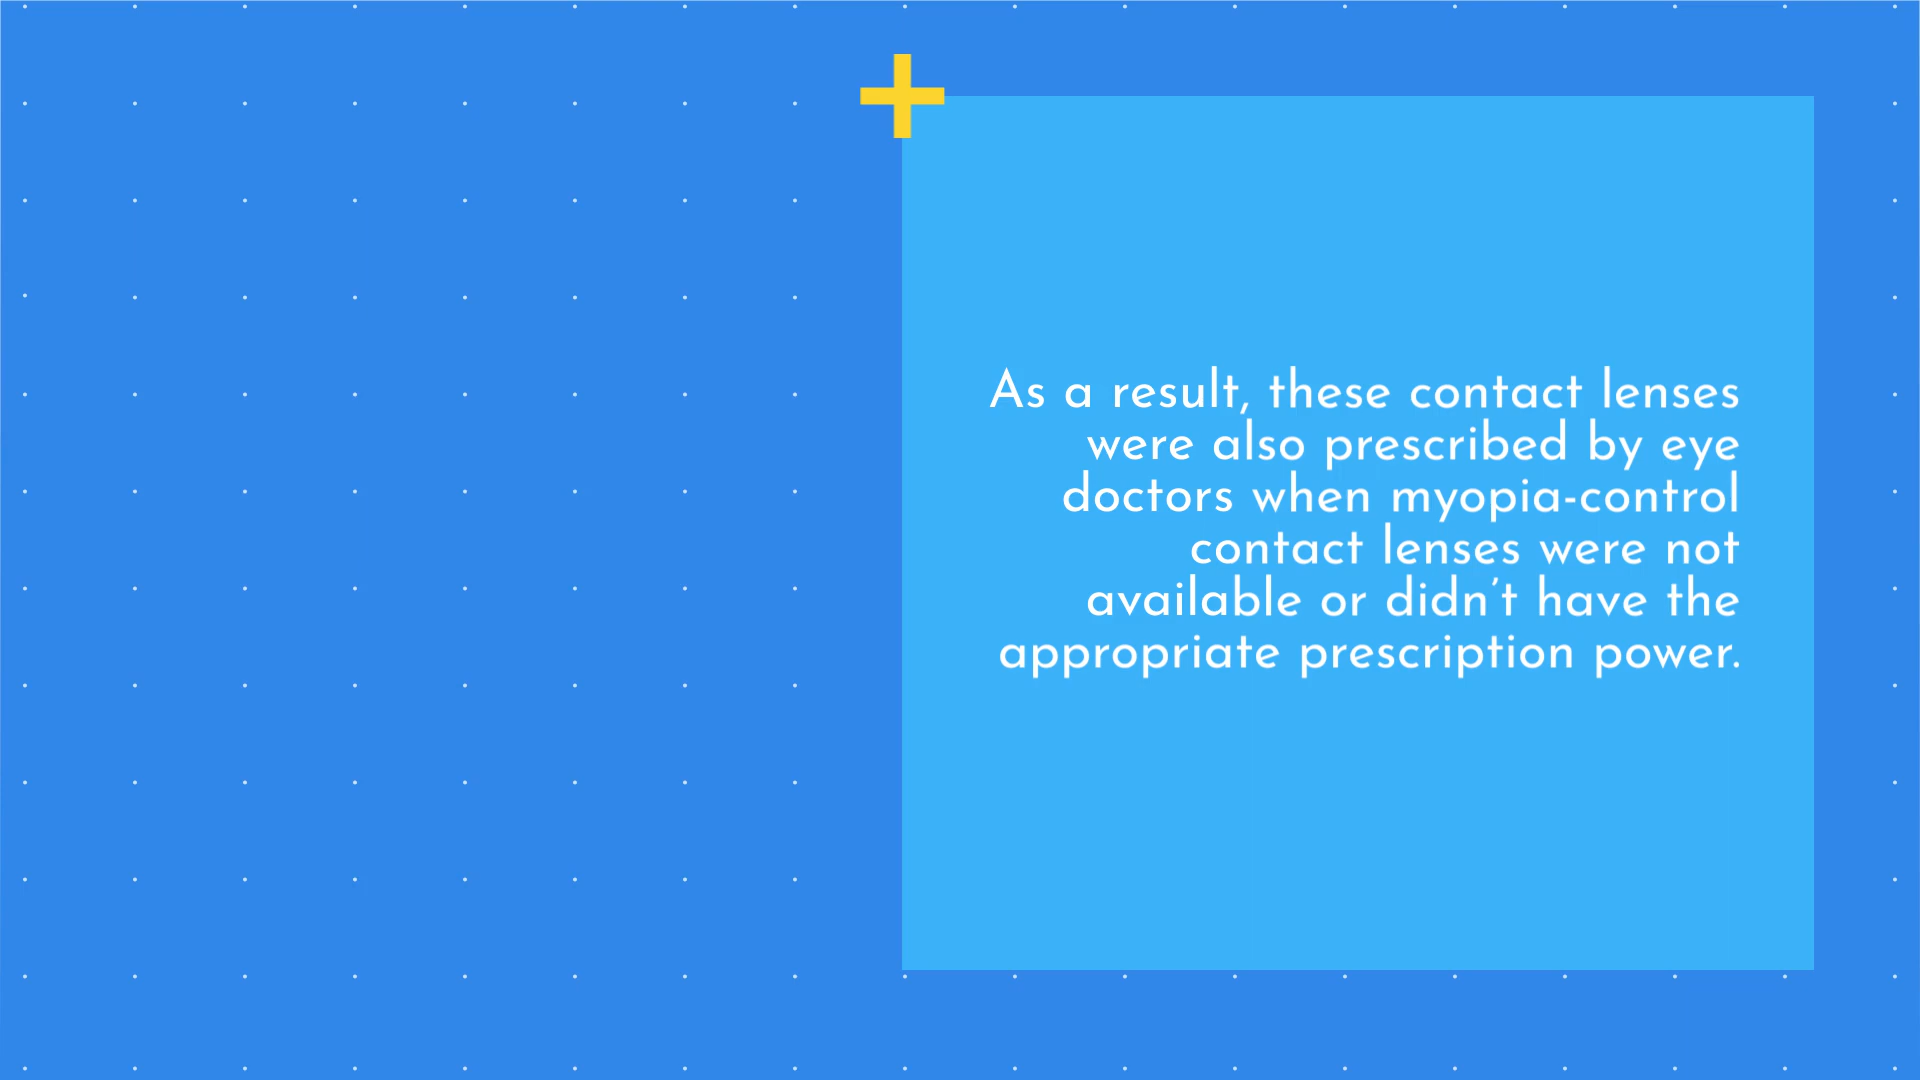 As a result, these contact lenses
were also prescribed by eye
doctors when myopia-control
contact lenses were not
available or didn’t have the
appropriate prescription power.